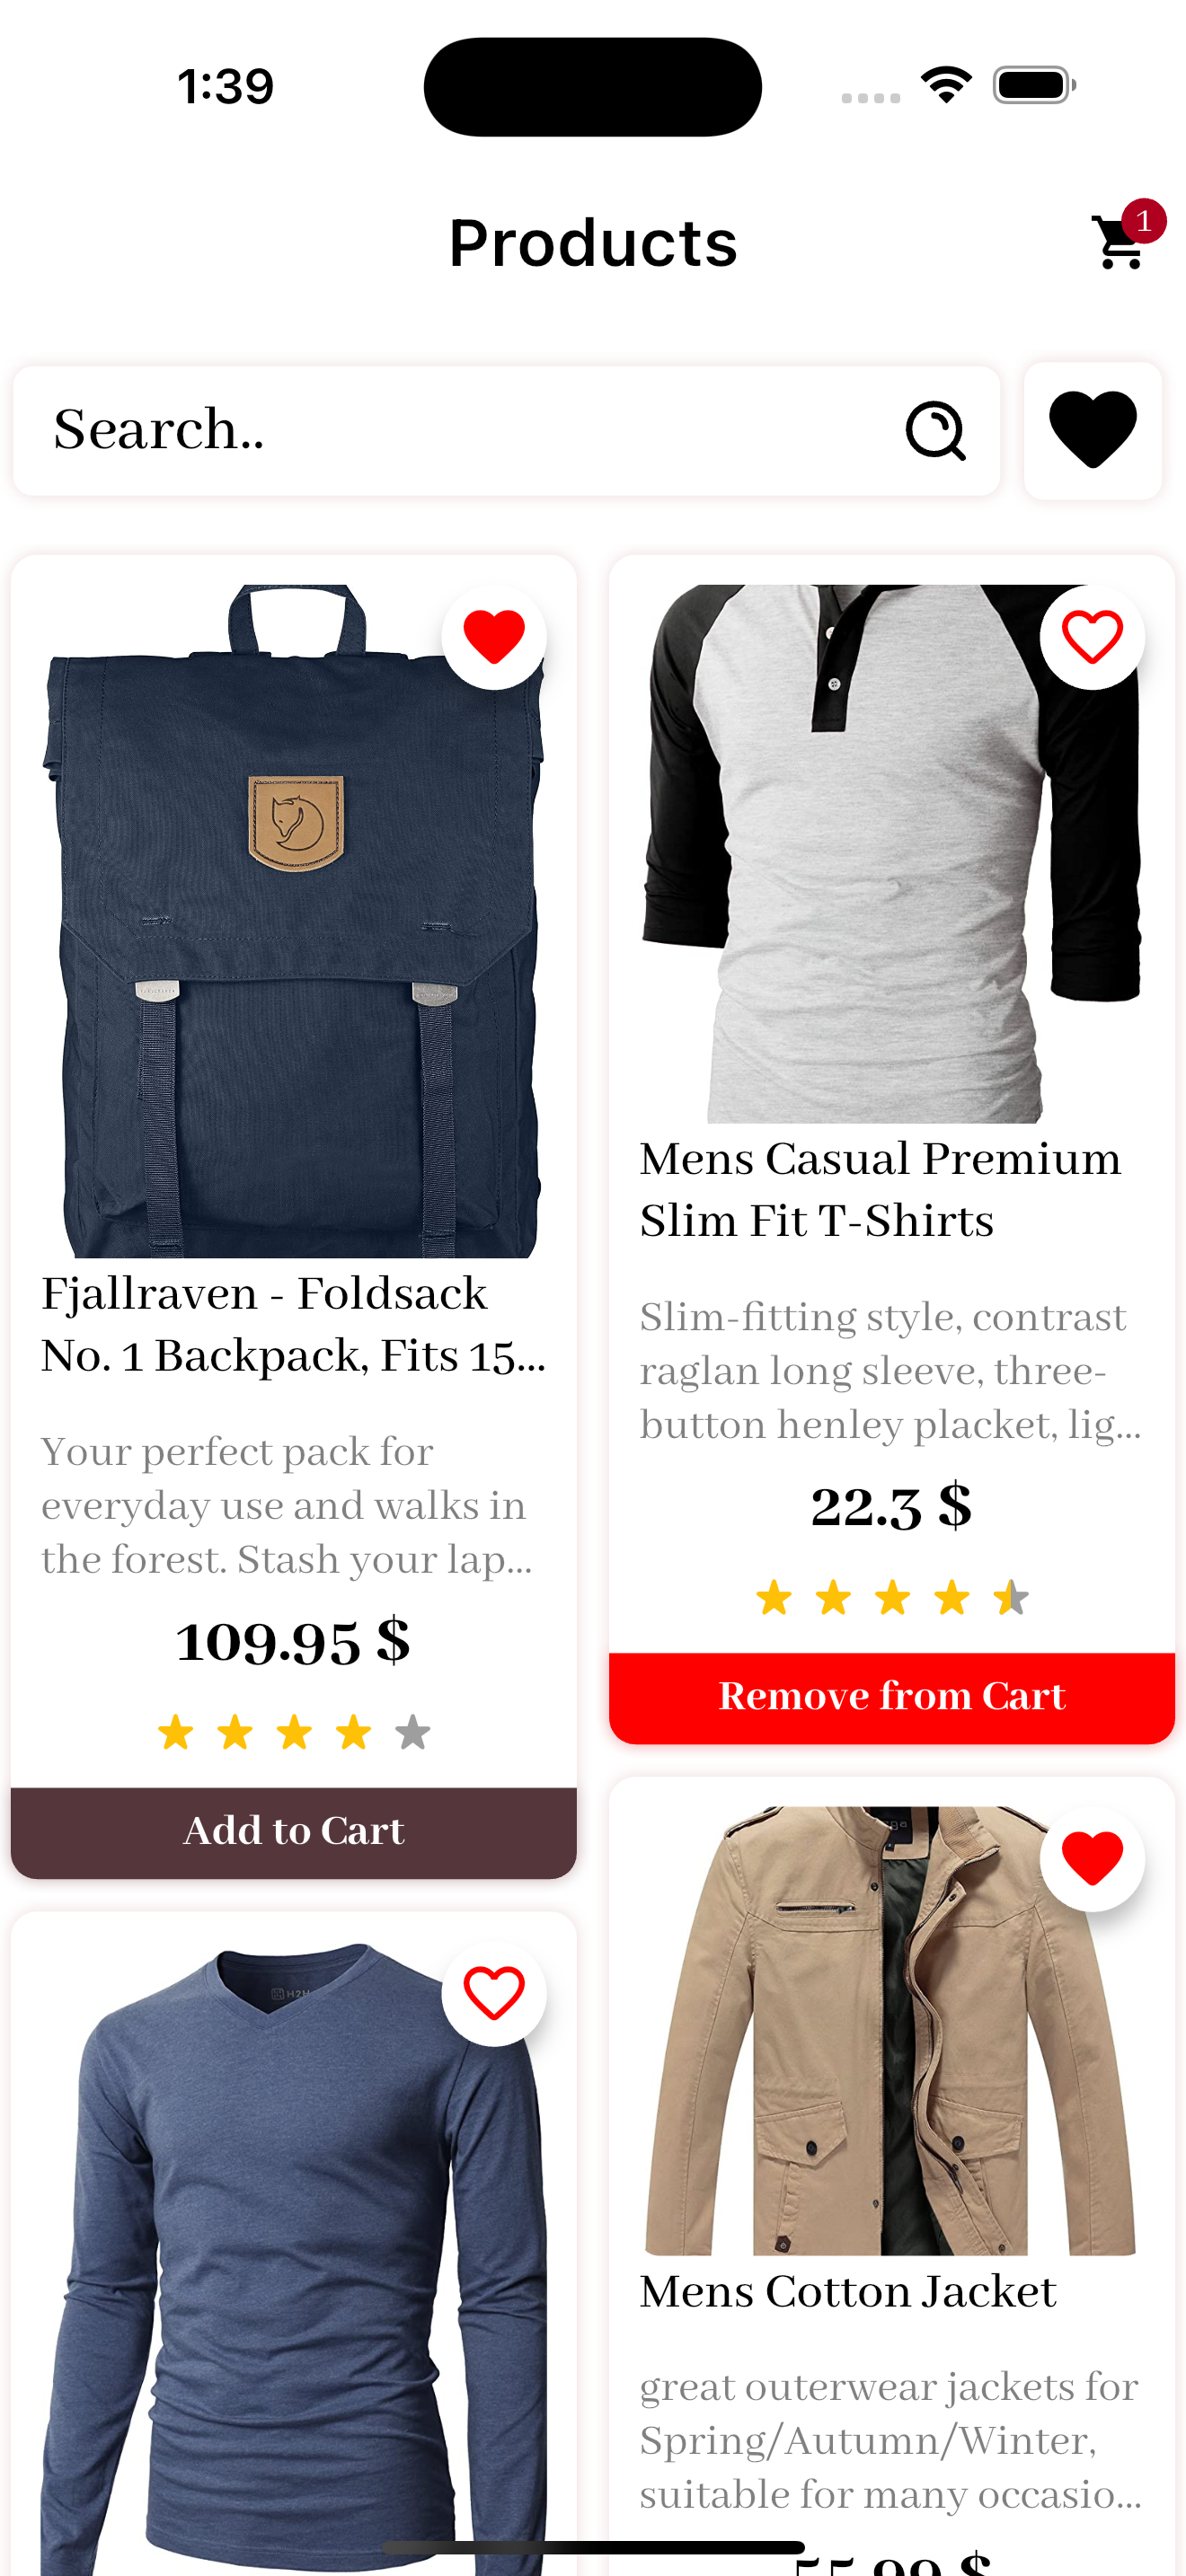 1:39
Products
1
Search..
Fjallraven - Foldsack
No. 1 Backpack, Fits 15...
Your perfect pack for
everyday use and walks in
the forest. Stash your lap...
109.95 $
Add to Cart
Mens Casual Premium
Slim Fit T-Shirts
Slim-fitting style, contrast
raglan long sleeve, three-
button henley placket, lig...
22.3 $
Remove from Cart
Mens Cotton Jacket
great outerwear jackets for
Spring/Autumn/Winter,
suitable for many occasio...
55.99 $